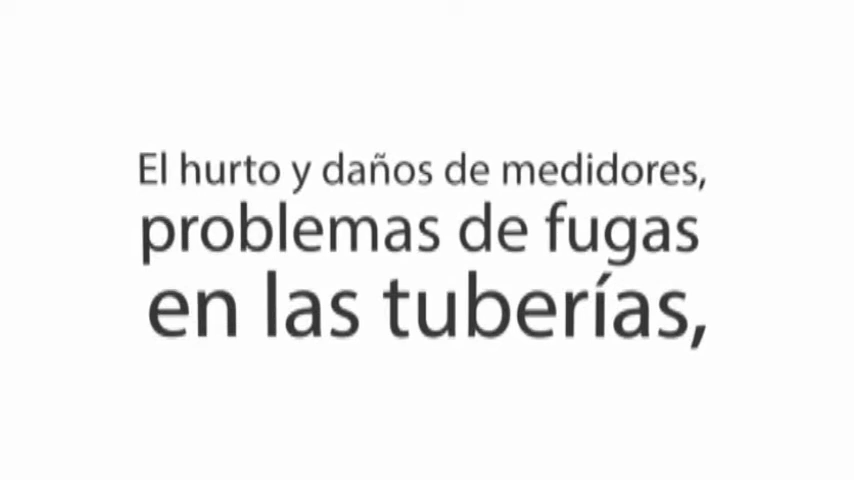 El hurto y daños de medidores,
problemas de fugas
en las tuberías,